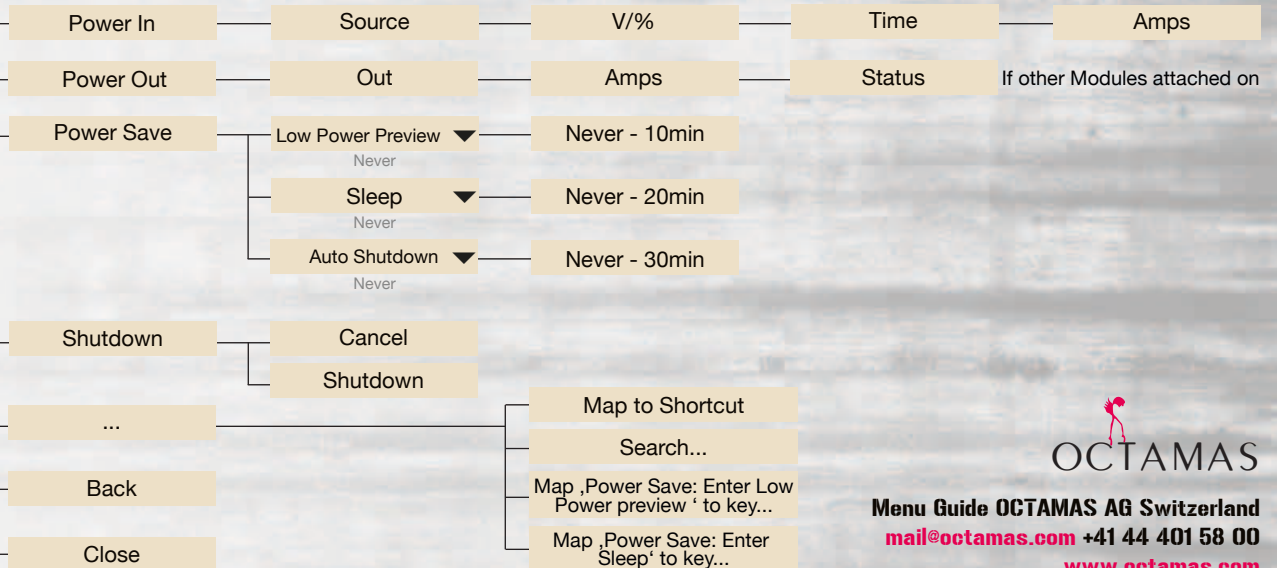 Power In
Source
V/%
Time
Amps
Power Out
Out
Amps
Status
If other Modules attached on
Power Save
Low Power Preview
Never
Never - 10min
Sleep
Never
Never - 20min
Auto Shutdown
Never
Never - 30min
Shutdown
Cancel
Shutdown
...
Map to Shortcut
Search...
Map ‚Power Save: Enter Low
Power preview ‘ to key...
Map ‚Power Save: Enter
Sleep‘ to key...
Back
Close
OCTAMAS
Menu Guide OCTAMAS AG Switzerland
mail@octamas.com +41 44 401 58 00
www.octamas.com